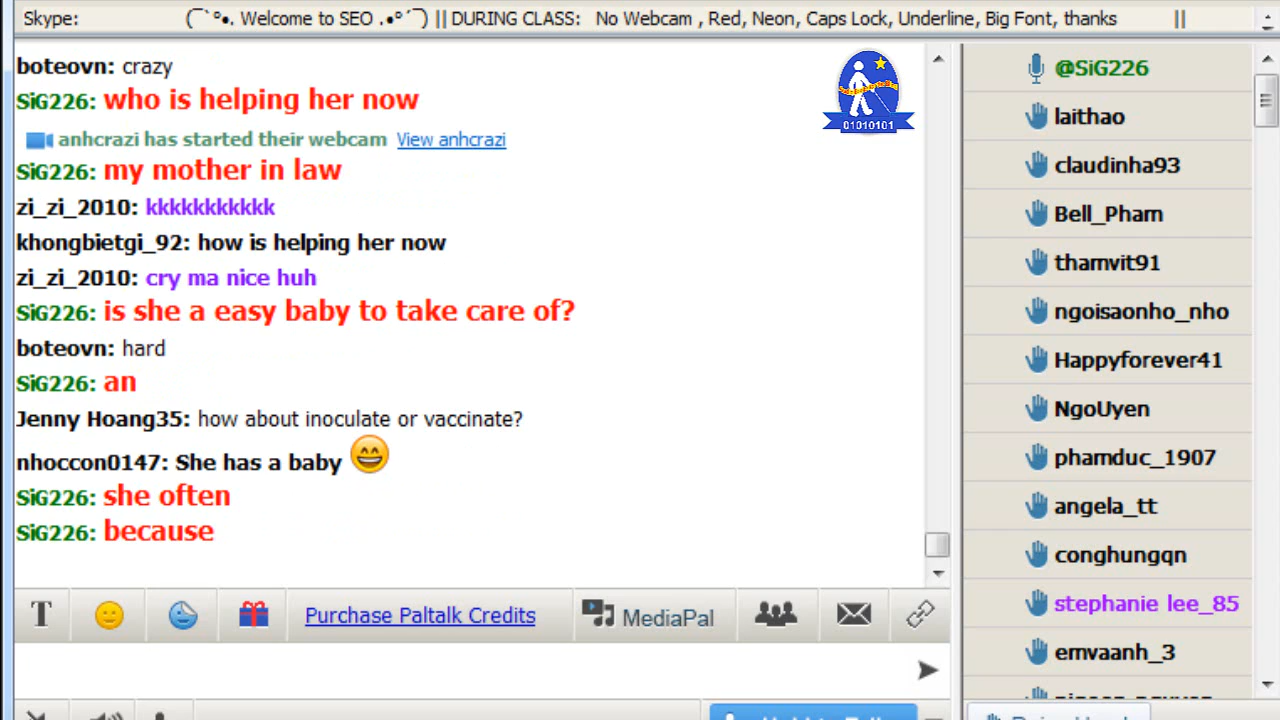 Skype: (¯`º•. Welcome to SEO .•º´¯) || DURING CLASS: No Webcam , Red, Neon, Caps Lock, Underline, Big Font, thanks ||
boteovn: crazy
SiG226: who is helping her now
anhcrazi has started their webcam View anhcrazi
SiG226: my mother in law
zi_zi_2010: kkkkkkkkkkk
khongbietgi_92: how is helping her now
zi_zi_2010: cry ma nice huh
SiG226: is she a easy baby to take care of?
boteovn: hard
SiG226: an
Jenny Hoang35: how about inoculate or vaccinate?
nhoccon0147: She has a baby
SiG226: she often
SiG226: because
01010101
T Purchase Paltalk Credits MediaPal
@SiG226
laithao
claudinha93
Bell_Pham
thamvit91
ngoisaonho_nho
Happyforever41
NgoUyen
phamduc_1907
angela_tt
conghungqn
stephanie lee_85
emvaanh_3